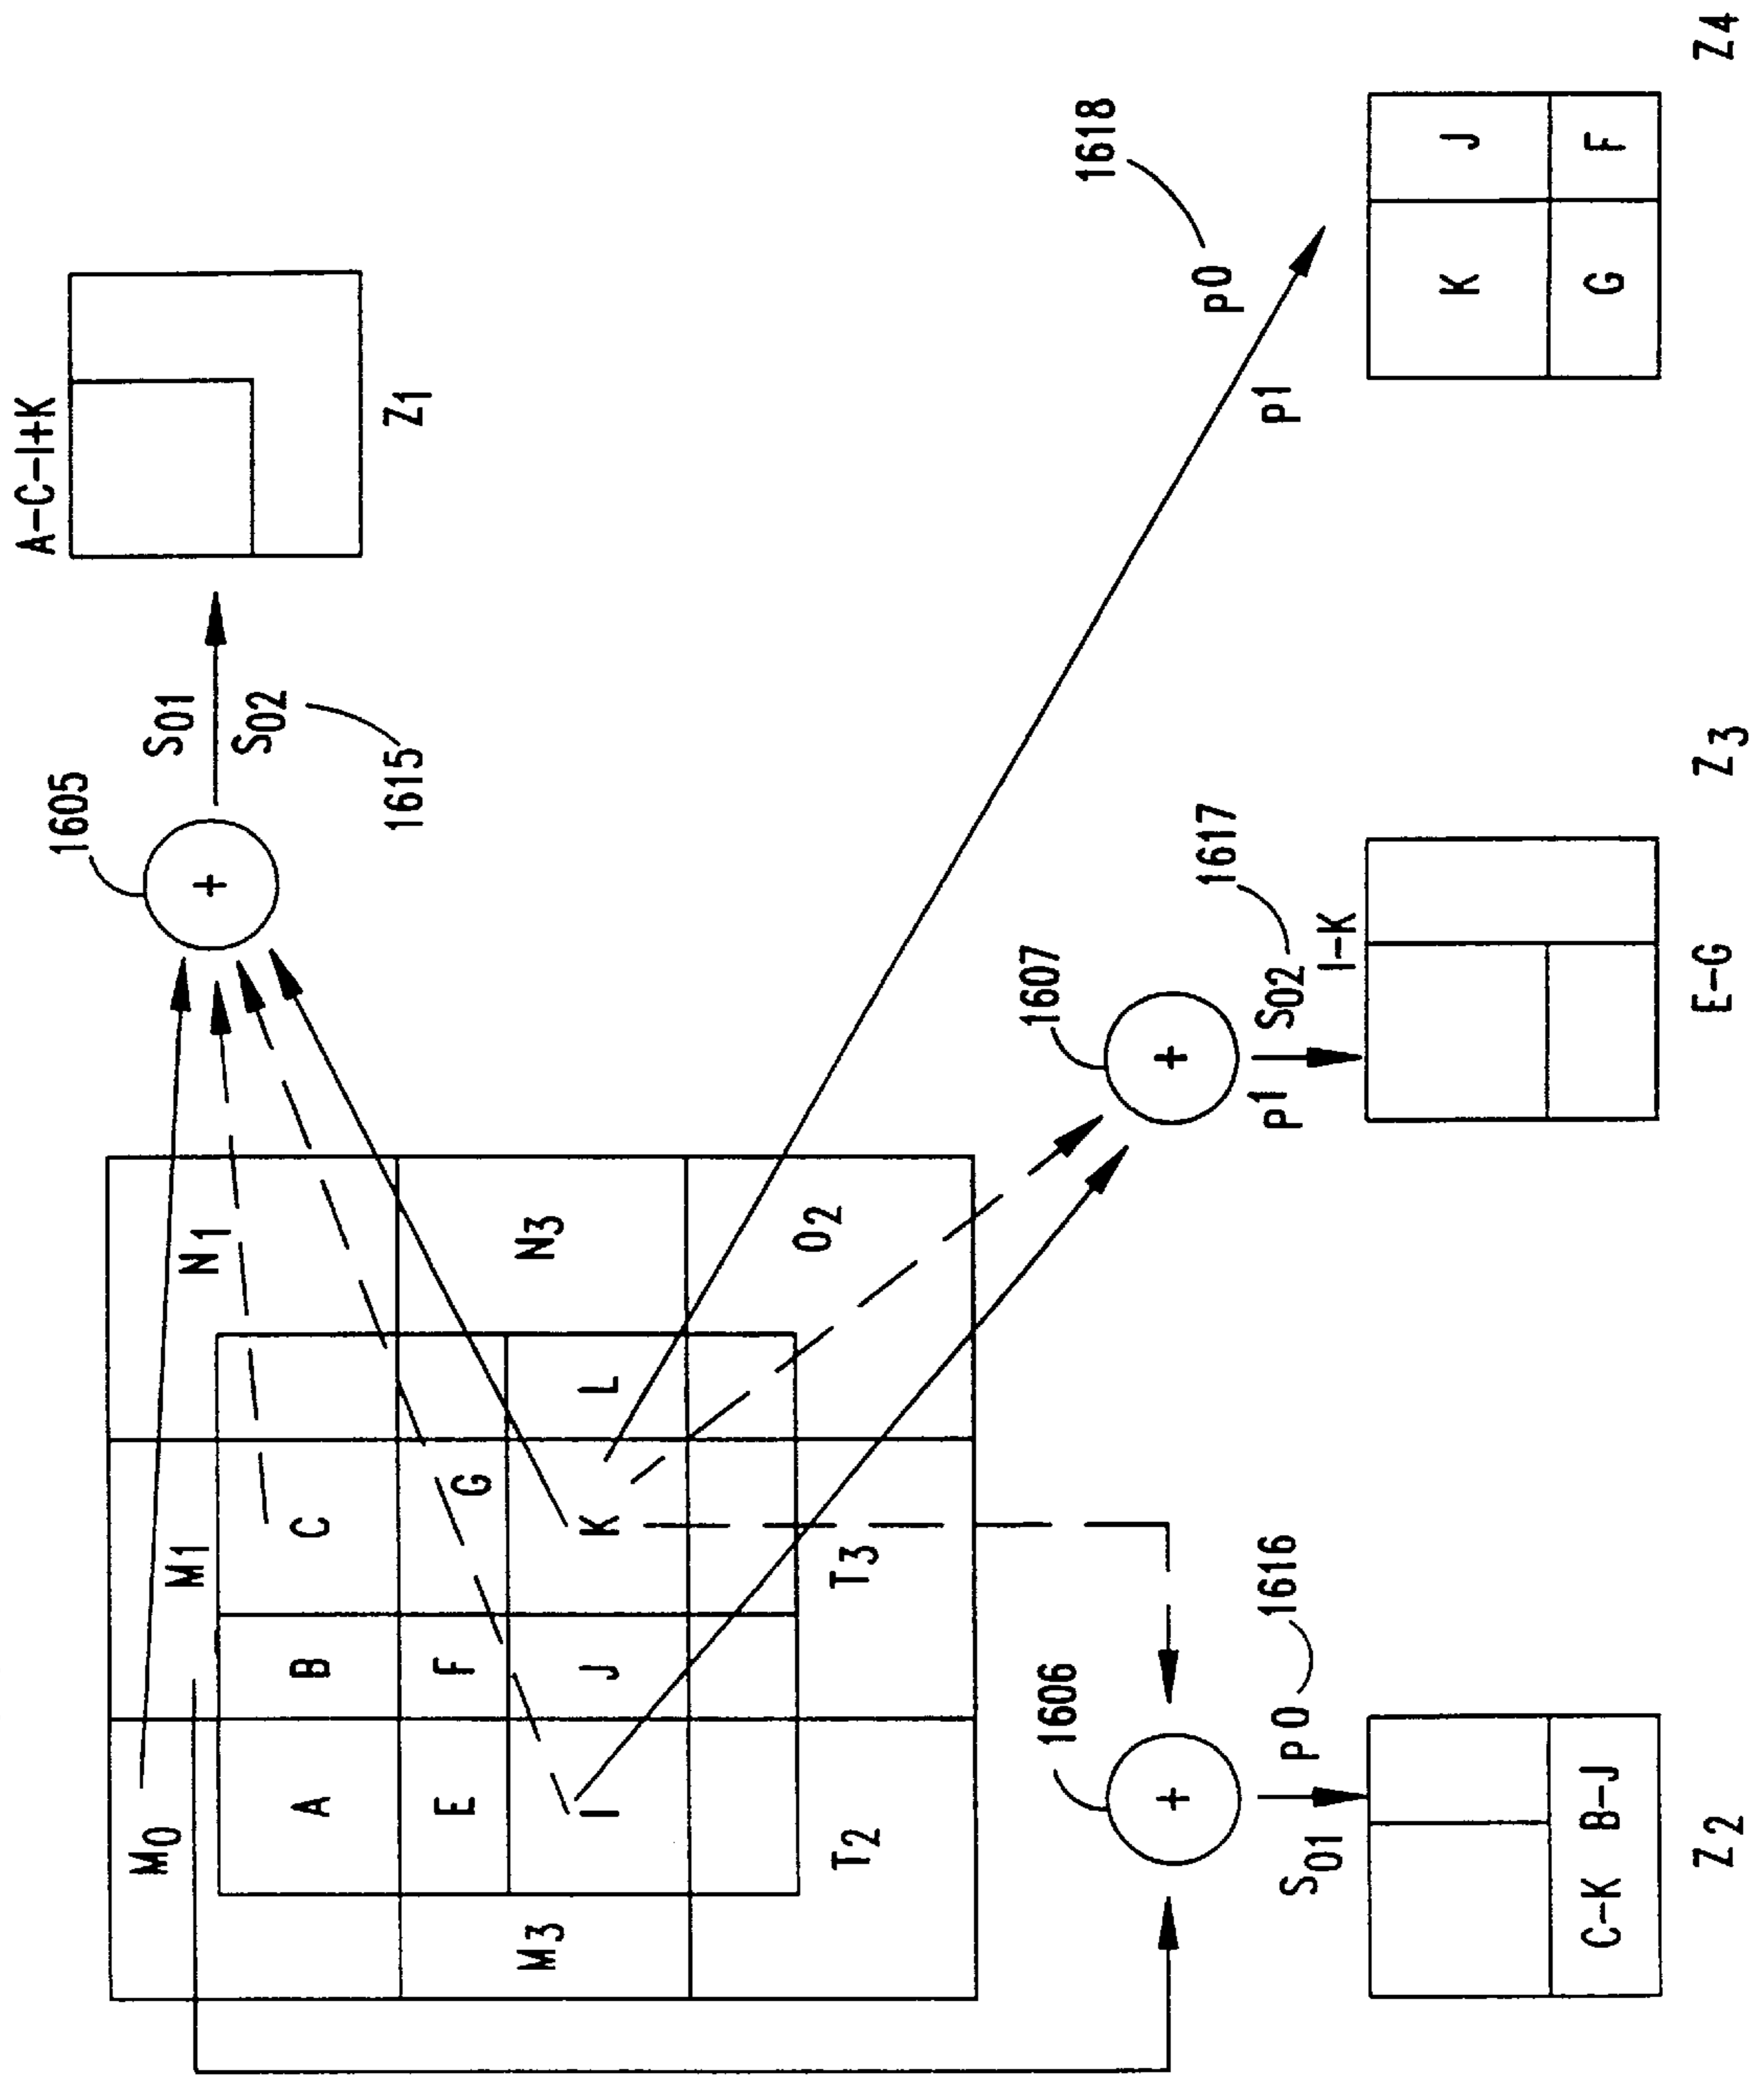 A-C-I+K
1605
M0
S01
M1
N1
+
S02
A B C
1615
Z1
E F G
M3
N3
I J K L
T2
T3
O2
1606
1607
1618
+
+
1617
p0
S01
p0
1616
p1
S02
p1
I-K
K J
C-K B-J
G F
Z2
E-G
Z3
Z4